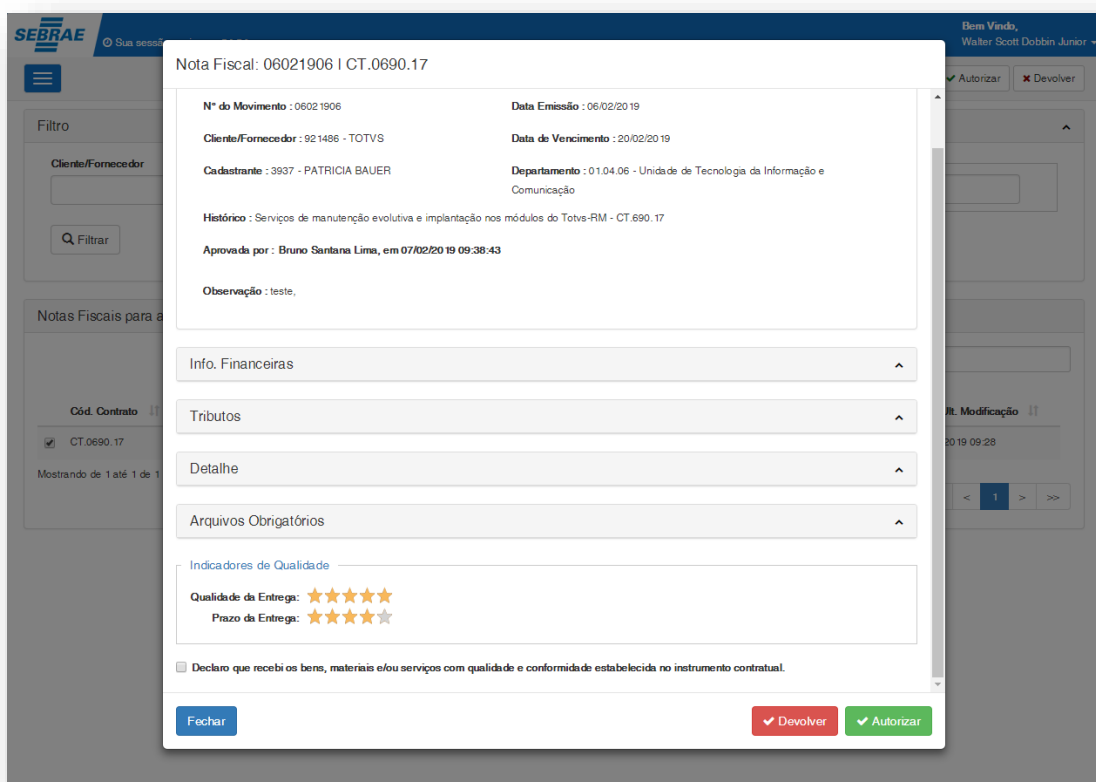 SEBRAE
Sua sessã
Bem Vindo,
Walter Scott Dobbin Junior
Autorizar
Devolver
Filtro
Cliente/Fornecedor
Filtrar
Notas Fiscais para a
Cód. Contrato
Ult. Modificação
CT.0690.17
2019 09:28
Mostrando de 1 até 1 de 1
< 1 > >>
Nota Fiscal: 06021906 | CT.0690.17
N° do Movimento : 06021906
Data Emissão : 06/02/2019
Cliente/Fornecedor : 921486 - TOTVS
Data de Vencimento : 20/02/2019
Cadastrante : 3937 - PATRICIA BAUER
Departamento : 01.04.06 - Unidade de Tecnologia da Informação e
Comunicação
Histórico : Serviços de manutenção evolutiva e implantação nos módulos do Totvs-RM - CT.690.17
Aprovada por : Bruno Santana Lima, em 07/02/2019 09:38:43
Observação : teste,
Info. Financeiras
Tributos
Detalhe
Arquivos Obrigatórios
Indicadores de Qualidade
Qualidade da Entrega:
Prazo da Entrega:
Declaro que recebi os bens, materiais e/ou serviços com qualidade e conformidade estabelecida no instrumento contratual.
Fechar
Devolver
Autorizar